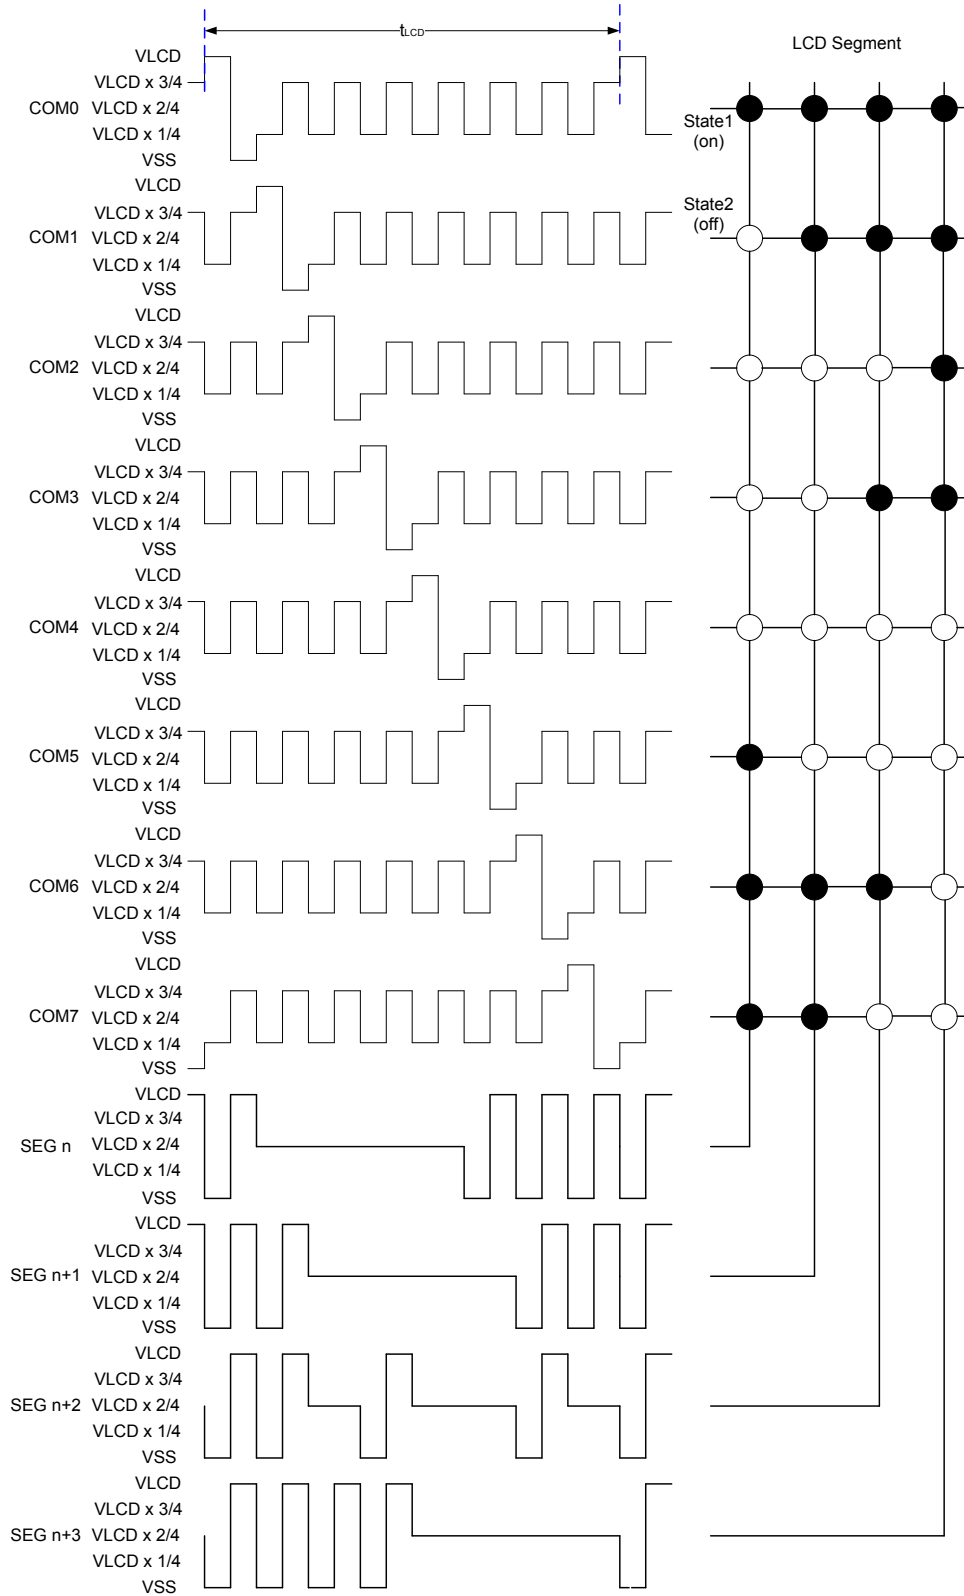 tLCD
LCD Segment
VLCD
VLCD x 3/4
COM0 VLCD x 2/4
VLCD x 1/4
VSS
State1
(on)
VLCD
VLCD x 3/4
COM1 VLCD x 2/4
VLCD x 1/4
VSS
State2
(off)
VLCD
VLCD x 3/4
COM2 VLCD x 2/4
VLCD x 1/4
VSS
VLCD
VLCD x 3/4
COM3 VLCD x 2/4
VLCD x 1/4
VSS
VLCD
VLCD x 3/4
COM4 VLCD x 2/4
VLCD x 1/4
VSS
VLCD
VLCD x 3/4
COM5 VLCD x 2/4
VLCD x 1/4
VSS
VLCD
VLCD x 3/4
COM6 VLCD x 2/4
VLCD x 1/4
VSS
VLCD
VLCD x 3/4
COM7 VLCD x 2/4
VLCD x 1/4
VSS
VLCD
VLCD x 3/4
SEG n VLCD x 2/4
VLCD x 1/4
VSS
VLCD
VLCD x 3/4
SEG n+1 VLCD x 2/4
VLCD x 1/4
VSS
VLCD
VLCD x 3/4
SEG n+2 VLCD x 2/4
VLCD x 1/4
VSS
VLCD
VLCD x 3/4
SEG n+3 VLCD x 2/4
VLCD x 1/4
VSS